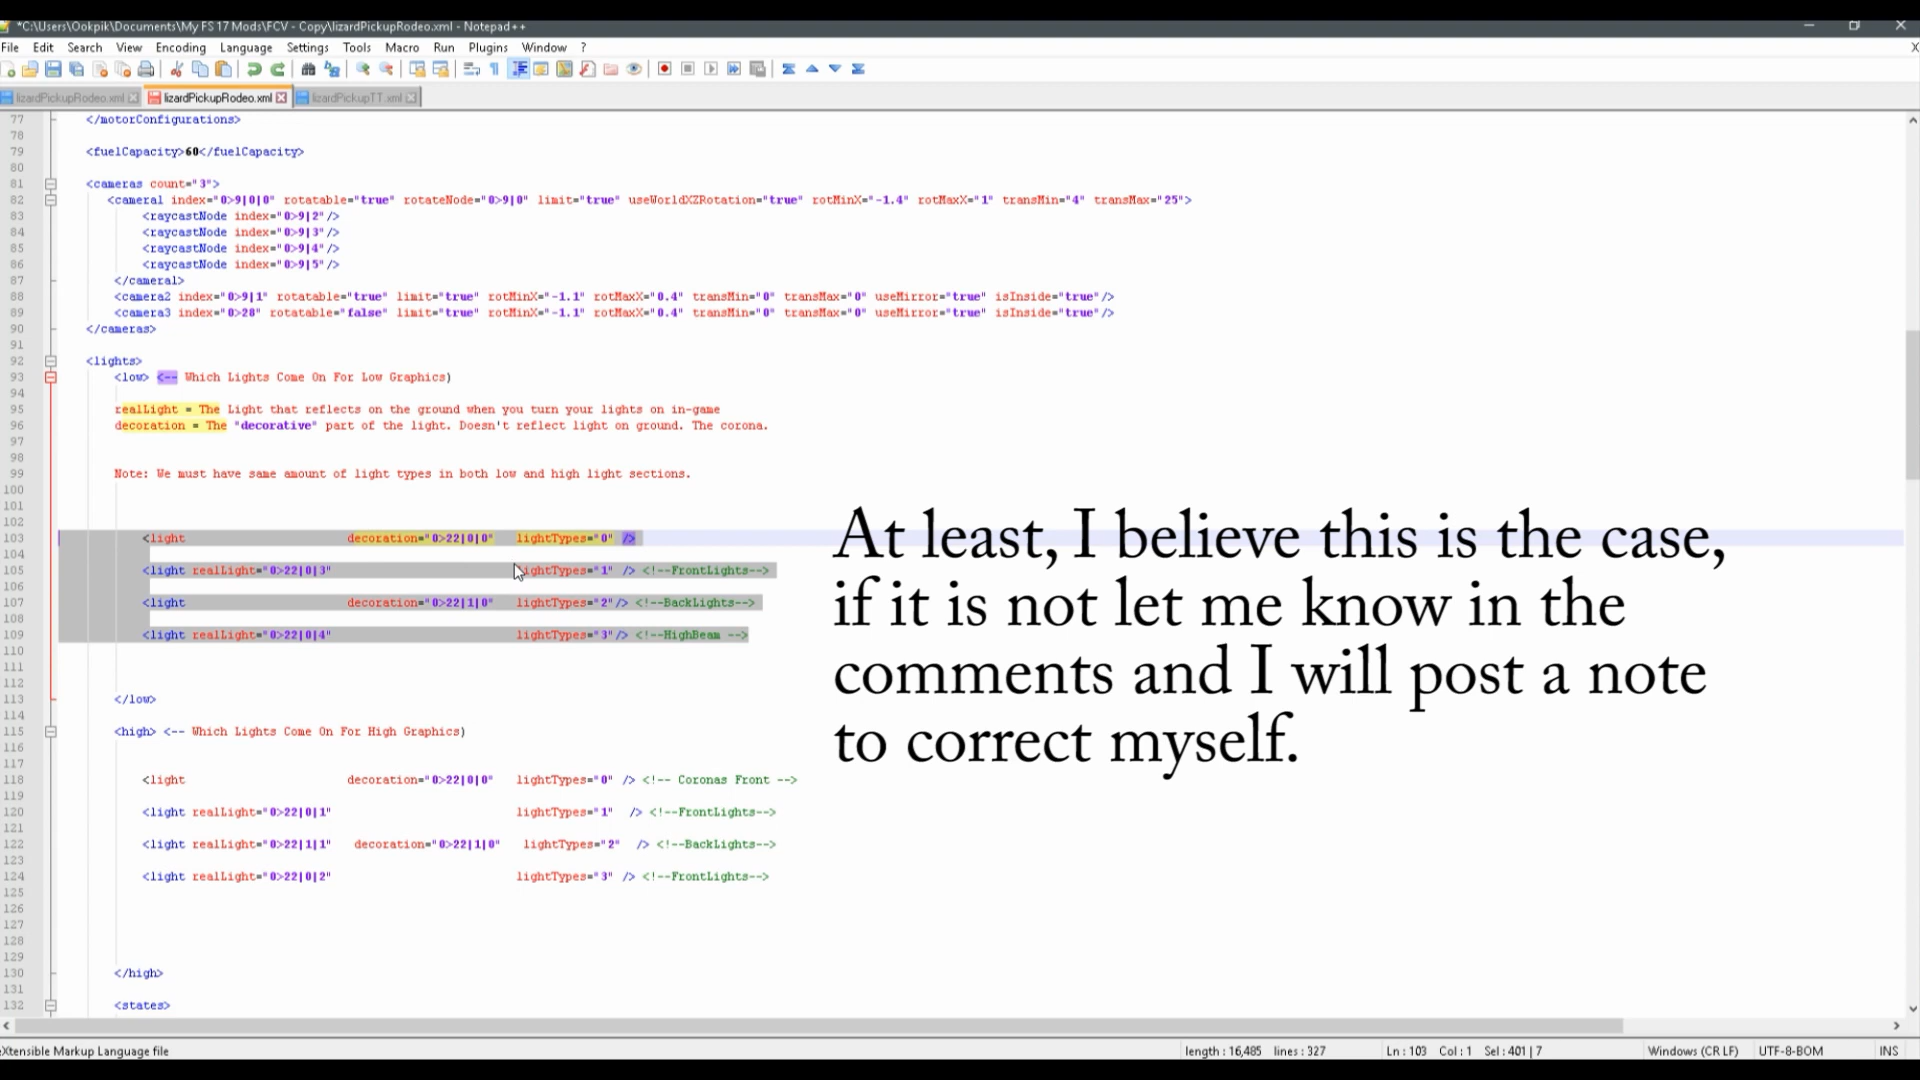 *C:\Users\Ookpik\Documents\My FS 17 Mods\FCV - Copy\lizardPickupRodeo.xml - Notepad++
File Edit Search View Encoding Language Settings Tools Macro Run Plugins Window ? X
lizardPickupRodeo.xml lizardPickupRodeo.xml lizardPickupTT.xml
77 </motorConfigurations>
78
79 <fuelCapacity>60</fuelCapacity>
80
81 <cameras count="3">
82 <camera1 index="0>9|0|0" rotatable="true" rotateNode="0>9|0" limit="true" useWorldXZRotation="true" rotMinX="-1.4" rotMaxX="1" transMin="4" transMax="25">
83 <raycastNode index="0>9|2"/>
84 <raycastNode index="0>9|3"/>
85 <raycastNode index="0>9|4"/>
86 <raycastNode index="0>9|5"/>
87 </camera1>
88 <camera2 index="0>9|1" rotatable="true" limit="true" rotMinX="-1.1" rotMaxX="0.4" transMin="0" transMax="0" useMirror="true" isInside="true"/>
89 <camera3 index="0>28" rotatable="false" limit="true" rotMinX="-1.1" rotMaxX="0.4" transMin="0" transMax="0" useMirror="true" isInside="true"/>
90 </cameras>
91
92 <lights>
93 <low> <-- Which Lights Come On For Low Graphics)
94
95 realLight = The Light that reflects on the ground when you turn your lights on in-game
96 decoration = The "decorative" part of the light. Doesn't reflect light on ground. The corona.
97
98
99 Note: We must have same amount of light types in both low and high light sections.
100
101
102
103 <light decoration="0>22|0|0" lightTypes="0" />
104
105 <light realLight="0>22|0|3" lightTypes="1" /> <!--FrontLights-->
106
107 <light decoration="0>22|1|0" lightTypes="2"/> <!--BackLights-->
108
109 <light realLight="0>22|0|4" lightTypes="3"/> <!--HighBeam -->
110
111
112
113 </low>
114
115 <high> <-- Which Lights Come On For High Graphics)
116
117
118 <light decoration="0>22|0|0" lightTypes="0" /> <!-- Coronas Front -->
119
120 <light realLight="0>22|0|1" lightTypes="1" /> <!--FrontLights-->
121
122 <light realLight="0>22|1|1" decoration="0>22|1|0" lightTypes="2" /> <!--BackLights-->
123
124 <light realLight="0>22|0|2" lightTypes="3" /> <!--FrontLights-->
125
126
127
128
129
130 </high>
131
132 <states>
At least, I believe this is the case,
if it is not let me know in the
comments and I will post a note
to correct myself.
eXtensible Markup Language file length : 16,485 lines : 327 Ln : 103 Col : 1 Sel : 401 | 7 Windows (CR LF) UTF-8-BOM INS